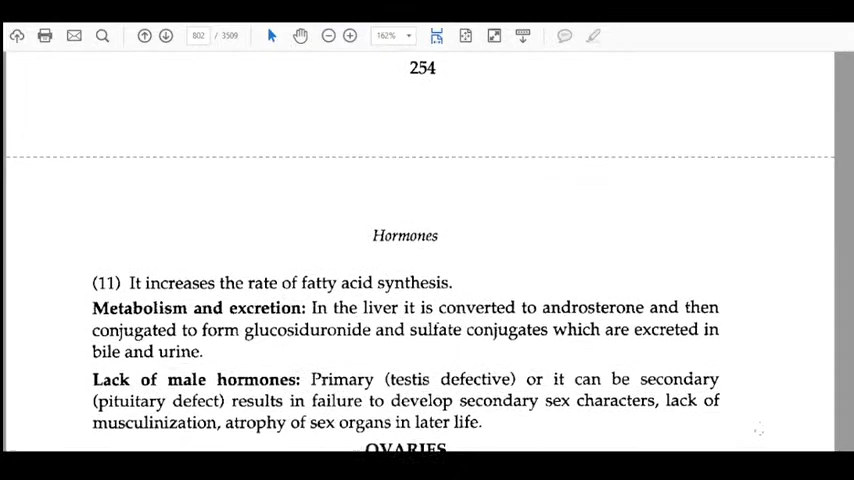 802 / 3509 162%
254
Hormones
(11) It increases the rate of fatty acid synthesis.
Metabolism and excretion: In the liver it is converted to androsterone and then
conjugated to form glucosiduronide and sulfate conjugates which are excreted in
bile and urine.
Lack of male hormones: Primary (testis defective) or it can be secondary
(pituitary defect) results in failure to develop secondary sex characters, lack of
musculinization, atrophy of sex organs in later life.
OVARIES